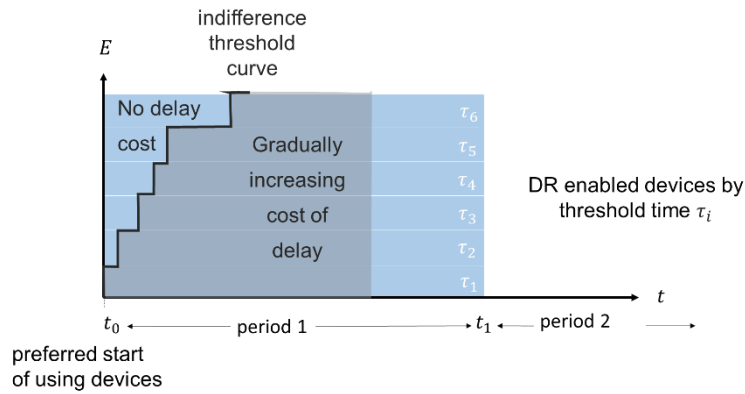 indifference
threshold
curve
E
No delay
cost
Gradually
increasing
cost of
delay
τ₆
τ₅
τ₄
τ₃
τ₂
τ₁
DR enabled devices by
threshold time τᵢ
t
t₀
period 1
t₁
period 2
preferred start
of using devices